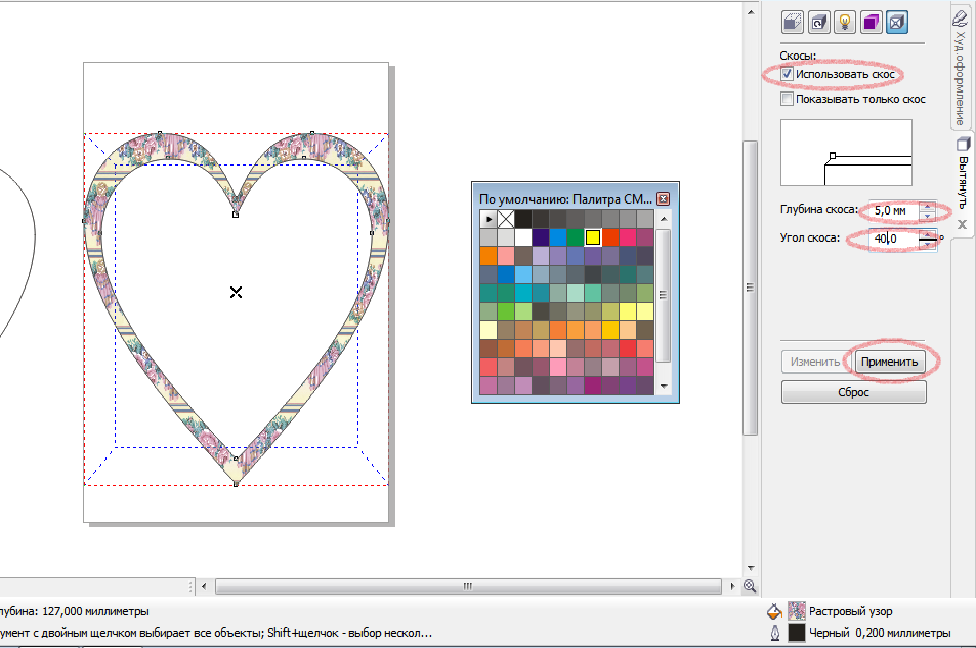 Скосы:
Использовать скос
Показывать только скос
Худ.оформление
Вытянуть
По умолчанию: Палитра СМ...
Глубина скоса: 5,0 мм
Угол скоса: 40,0 °
Изменить Применить
Сброс
лубина: 127,000 миллиметры
Растровый узор
умент с двойным щелчком выбирает все объекты; Shift+щелчок - выбор нескол...
Черный 0,200 миллиметры